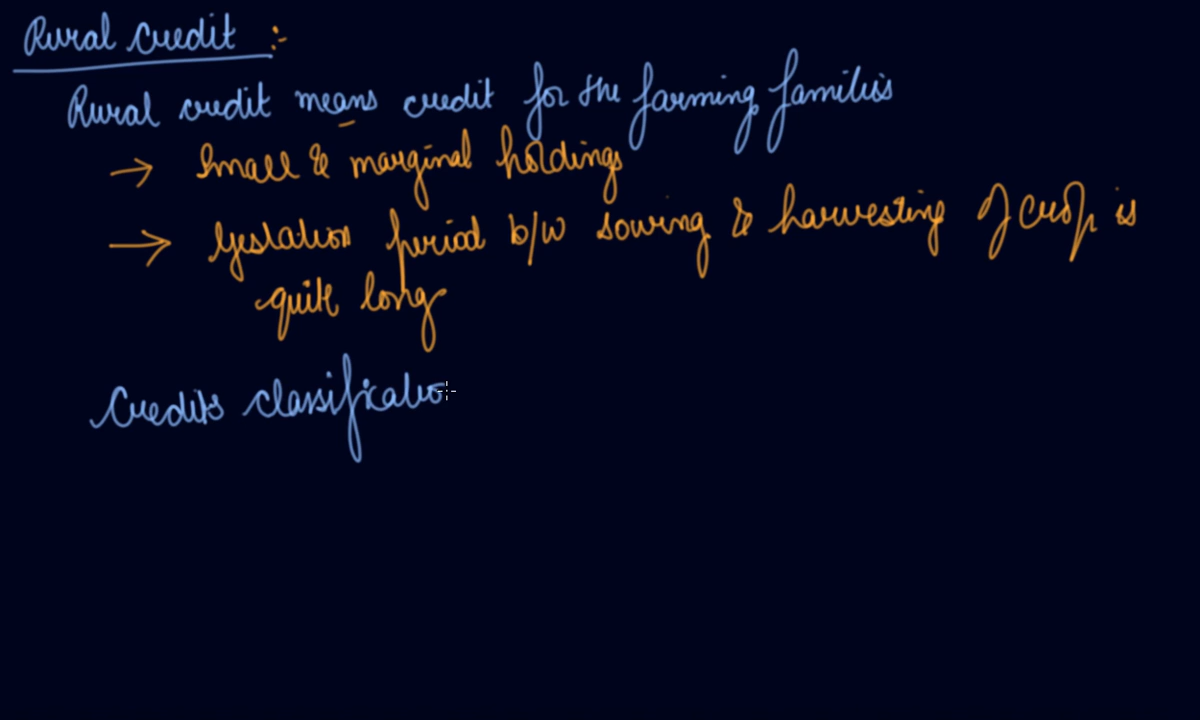 Rural Credit :-
Rural credit means credit for the farming families
→ Small & marginal holdings
→ Gestation period b/w sowing & harvesting of crop is
quite long
Credits classificatio